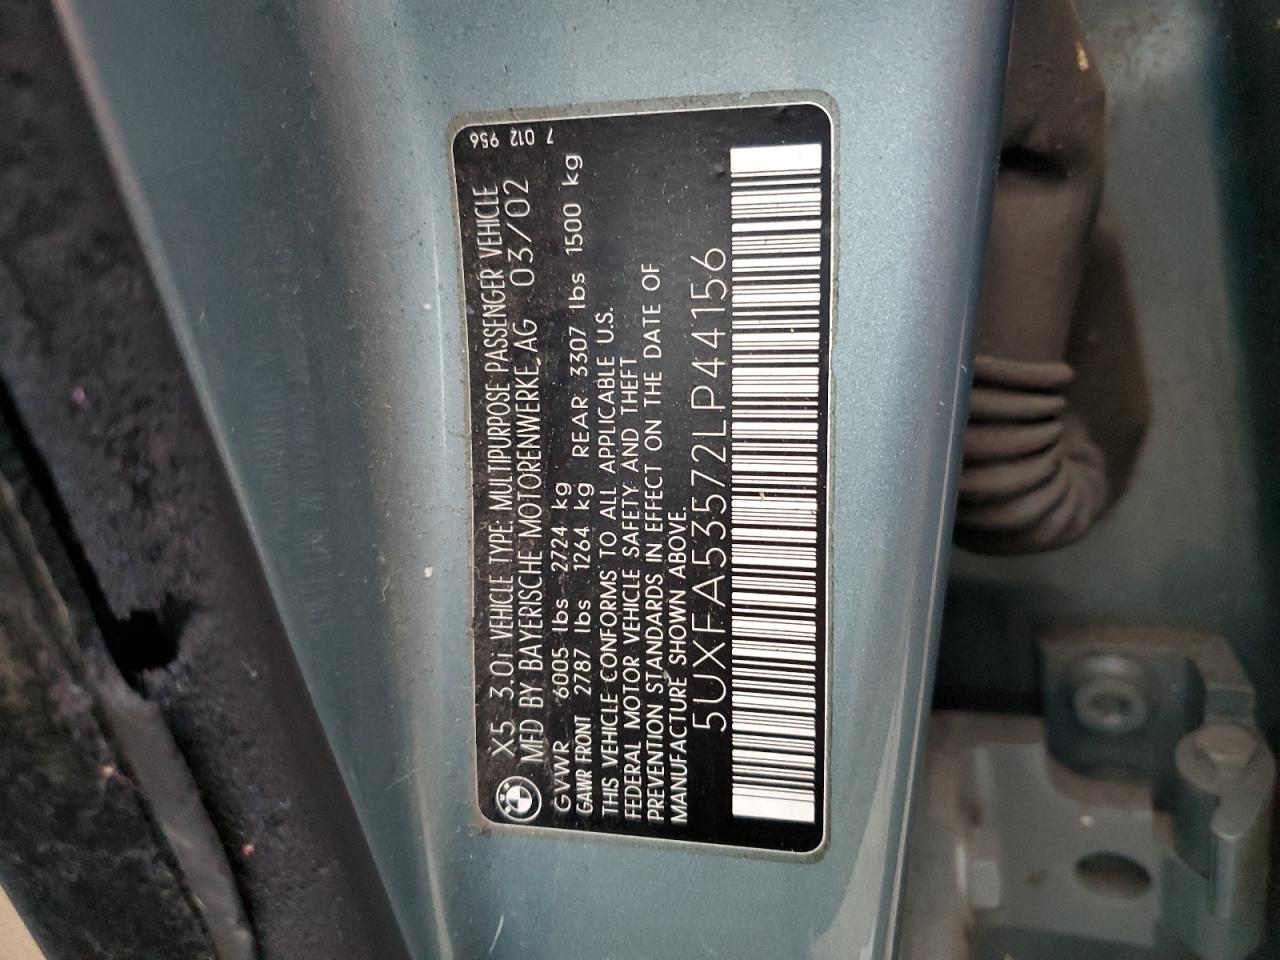 X5 3.0i VEHICLE TYPE: MULTIPURPOSE PASSENGER VEHICLE
MFD BY BAYERISCHE MOTORENWERKE AG 03/02
7 012 956
GVWR 6005 lbs 2724 kg
GAWR FRONT 2787 lbs 1264 kg REAR 3307 lbs 1500 kg
THIS VEHICLE CONFORMS TO ALL APPLICABLE U.S.
FEDERAL MOTOR VEHICLE SAFETY AND THEFT
PREVENTION STANDARDS IN EFFECT ON THE DATE OF
MANUFACTURE SHOWN ABOVE.
5UXFA53572LP44156